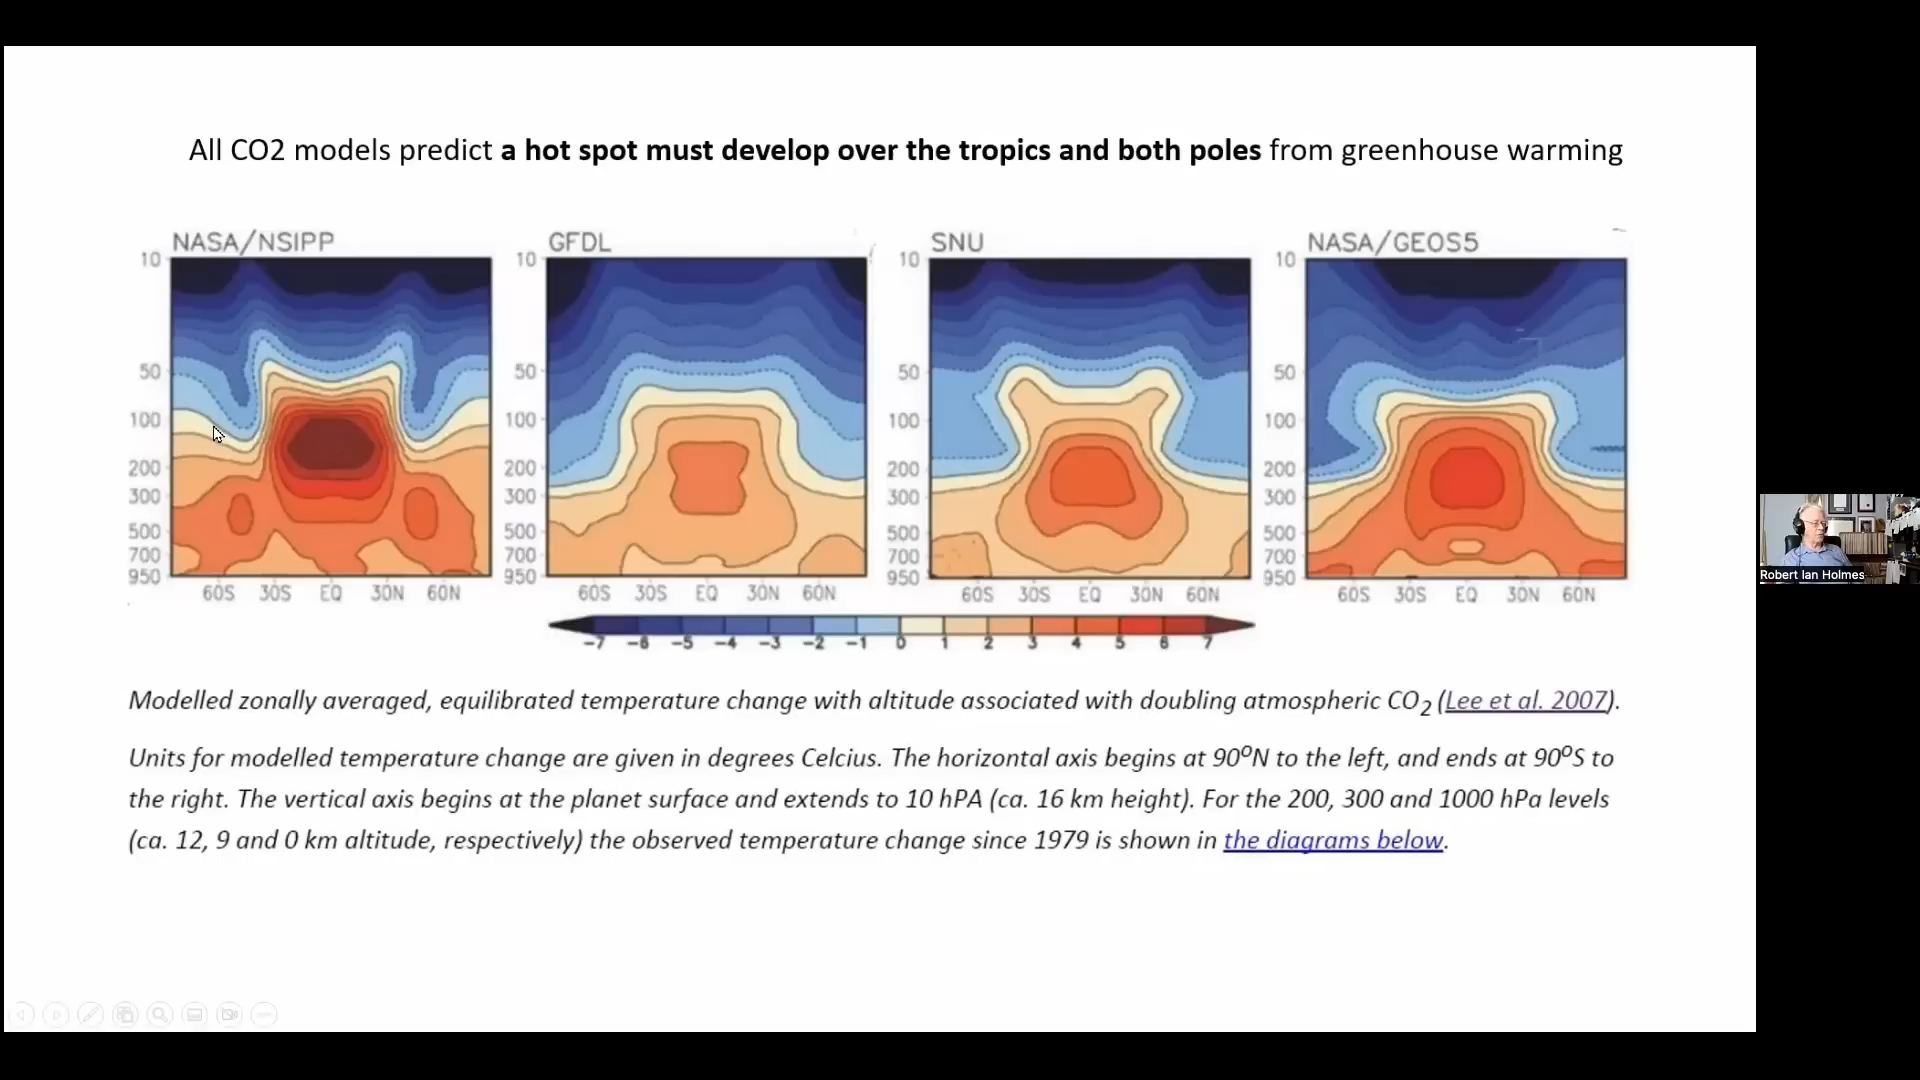 All CO2 models predict a hot spot must develop over the tropics and both poles from greenhouse warming
NASA/NSIPP
GFDL
SNU
NASA/GEOS5
10
50
100
200
300
500
700
950
60S 30S EQ 30N 60N
10
50
100
200
300
500
700
950
60S 30S EQ 30N 60N
10
50
100
200
300
500
700
950
60S 30S EQ 30N 60N
10
50
100
200
300
500
700
950
60S 30S EQ 30N 60N
-7 -6 -5 -4 -3 -2 -1 0 1 2 3 4 5 6 7
Modelled zonally averaged, equilibrated temperature change with altitude associated with doubling atmospheric CO2 (Lee et al. 2007).
Units for modelled temperature change are given in degrees Celcius. The horizontal axis begins at 90ºN to the left, and ends at 90ºS to
the right. The vertical axis begins at the planet surface and extends to 10 hPA (ca. 16 km height). For the 200, 300 and 1000 hPa levels
(ca. 12, 9 and 0 km altitude, respectively) the observed temperature change since 1979 is shown in the diagrams below.
Robert Ian Holmes